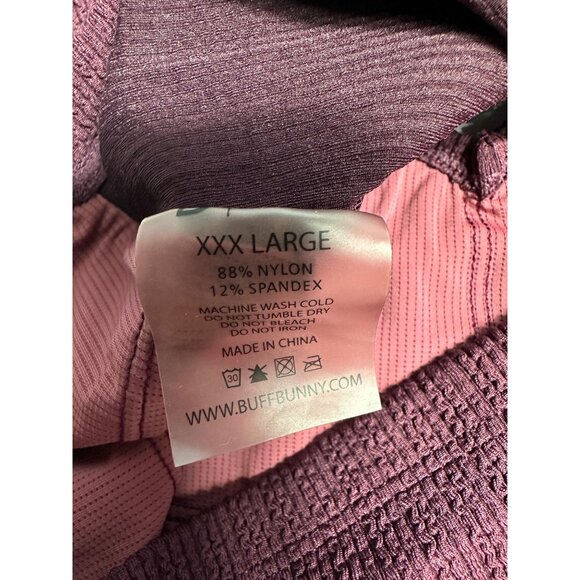 XXX LARGE
88% NYLON
12% SPANDEX
MACHINE WASH COLD
DO NOT TUMBLE DRY
DO NOT BLEACH
DO NOT IRON
MADE IN CHINA
30
WWW.BUFFBUNNY.COM